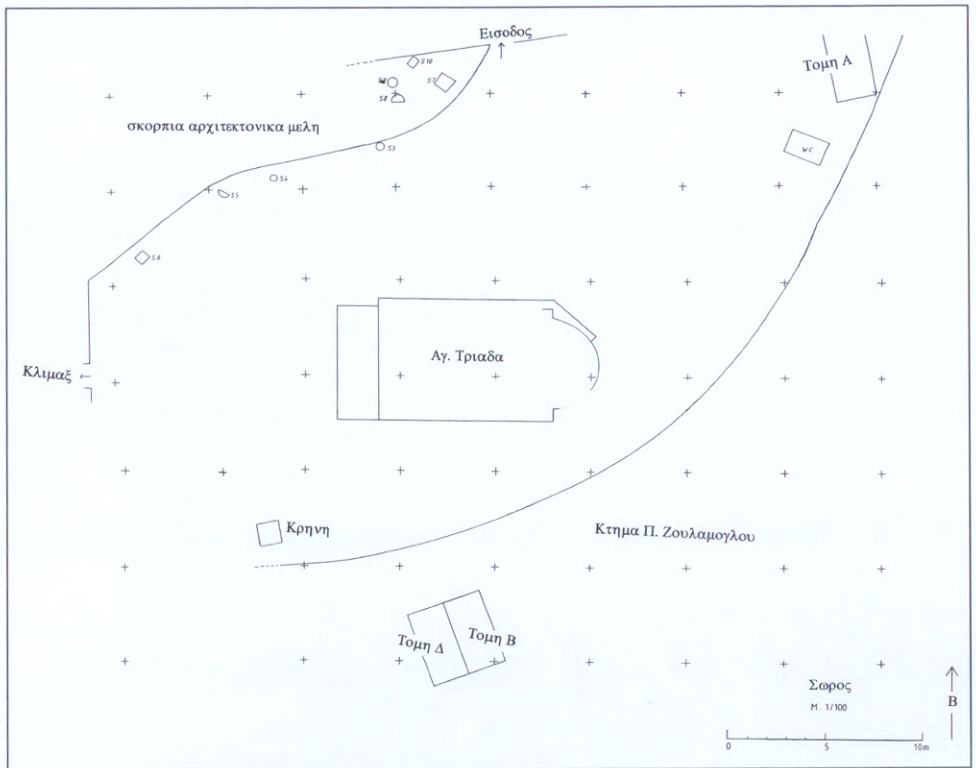 Εισοδος
Τομη Α
S10
S7
S8
σκορπια αρχιτεκτονικα μελη
S3
WC
S4
S5
S6
Αγ. Τριαδα
Κλιμαξ
Κρηνη
Κτημα Π. Ζουλαμογλου
Τομη Δ
Τομη Β
Σωρος
Μ. 1/100
Β
0 5 10m